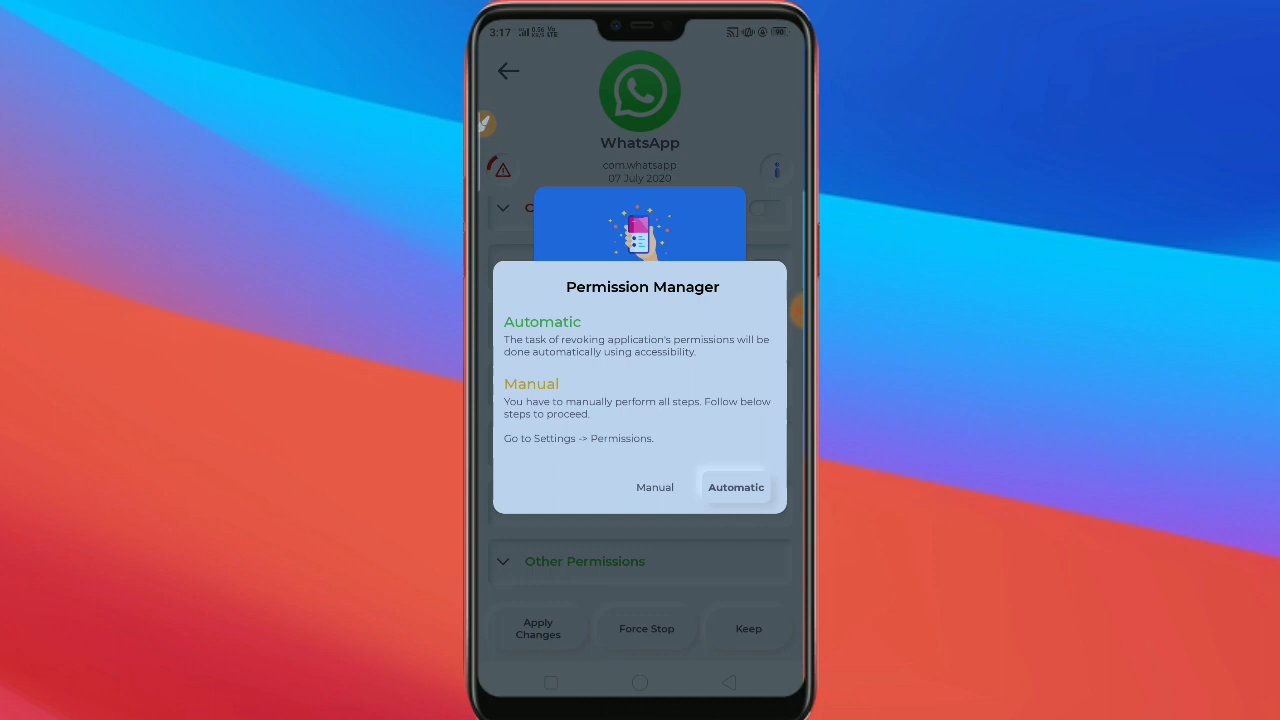 3:17
90
WhatsApp
com.whatsapp
07 July 2020
Permission Manager
Automatic
The task of revoking application's permissions will be
done automatically using accessibility.
Manual
You have to manually perform all steps. Follow below
steps to proceed.
Go to Settings -> Permissions.
Manual
Automatic
Other Permissions
Apply
Changes
Force Stop
Keep